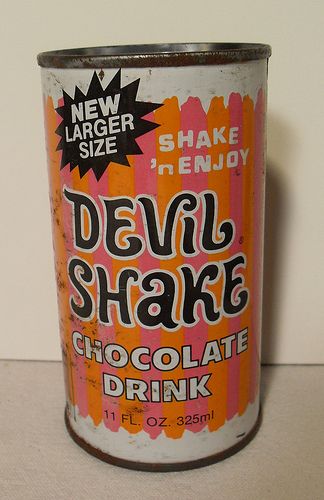 NEW
LARGER
SIZE
SHAKE
'n ENJOY
DEViL
SHaKE
CHOCOLATE
DRINK
11 FL. OZ. 325ml